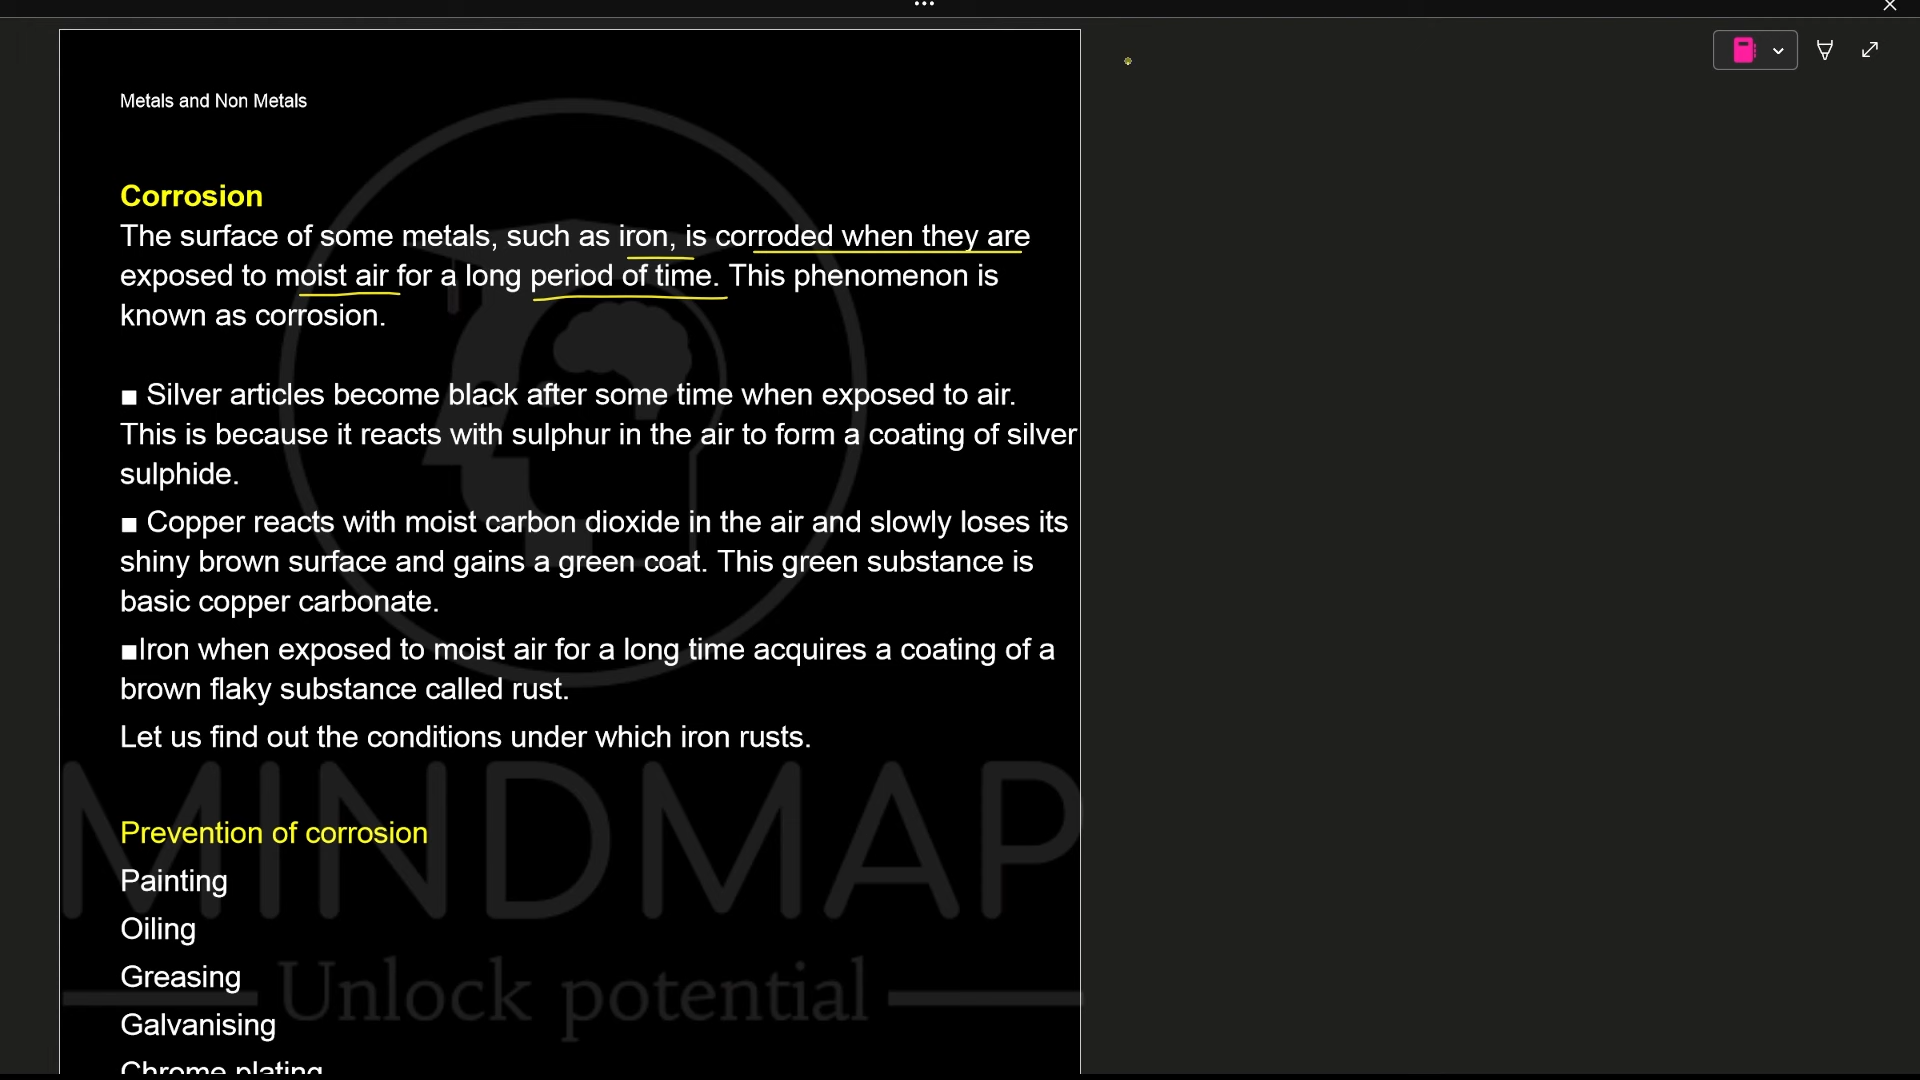 Metals and Non Metals
Corrosion
The surface of some metals, such as iron, is corroded when they are
exposed to moist air for a long period of time. This phenomenon is
known as corrosion.
■ Silver articles become black after some time when exposed to air.
This is because it reacts with sulphur in the air to form a coating of silver
sulphide.
■ Copper reacts with moist carbon dioxide in the air and slowly loses its
shiny brown surface and gains a green coat. This green substance is
basic copper carbonate.
■Iron when exposed to moist air for a long time acquires a coating of a
brown flaky substance called rust.
Let us find out the conditions under which iron rusts.
MINDMAP
Prevention of corrosion
Painting
Oiling
Greasing
Unlock potential
Galvanising
Chrome plating